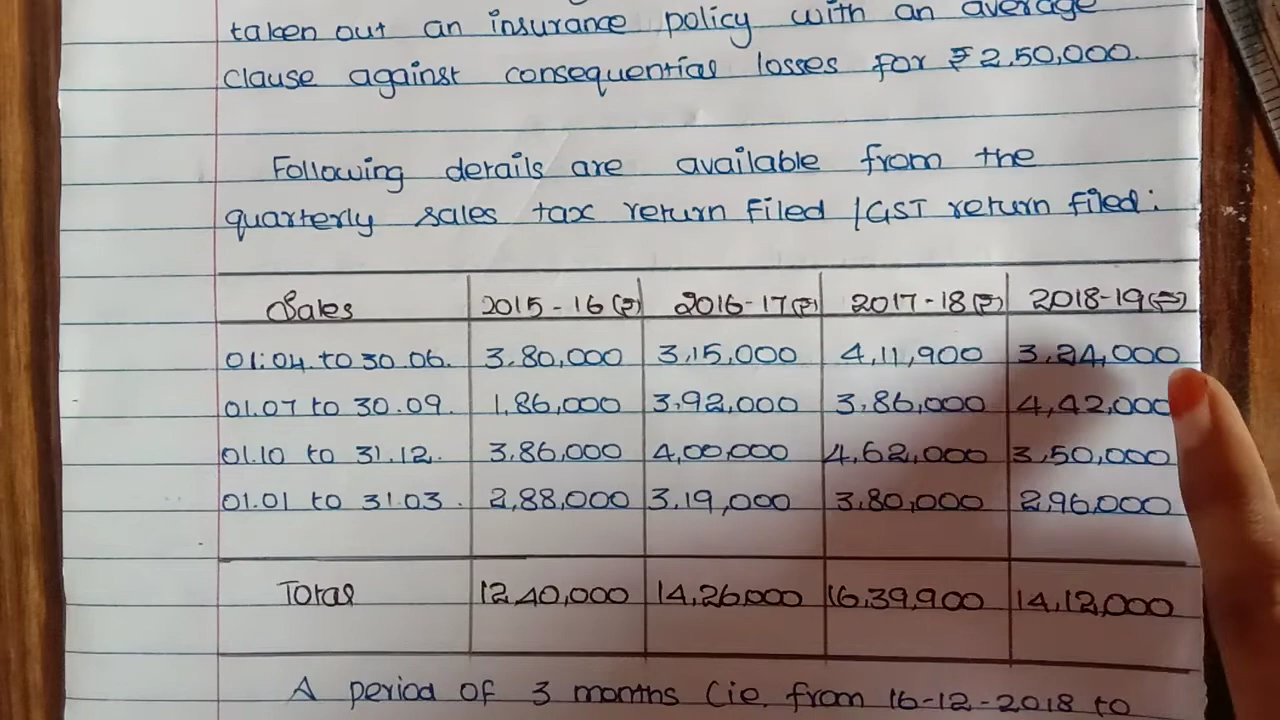 taken out an insurance policy with an average
clause against consequential losses for ₹2,50,000.
Following details are available from the
quarterly sales tax return filed /GST return filed:
Sales 2015-16(₹) 2016-17(₹) 2017-18(₹) 2018-19(₹)
01.04 to 30.06. 3,80,000 3,15,000 4,11,900 3,24,000
01.07 to 30.09. 1,86,000 3,92,000 3,86,000 4,42,000
01.10 to 31.12. 3,86,000 4,00,000 4,62,000 3,50,000
01.01 to 31.03. 2,88,000 3,19,000 3,80,000 2,96,000
Total 12,40,000 14,26,000 16,39,900 14,12,000
A period of 3 months (ie. from 16-12-2018 to